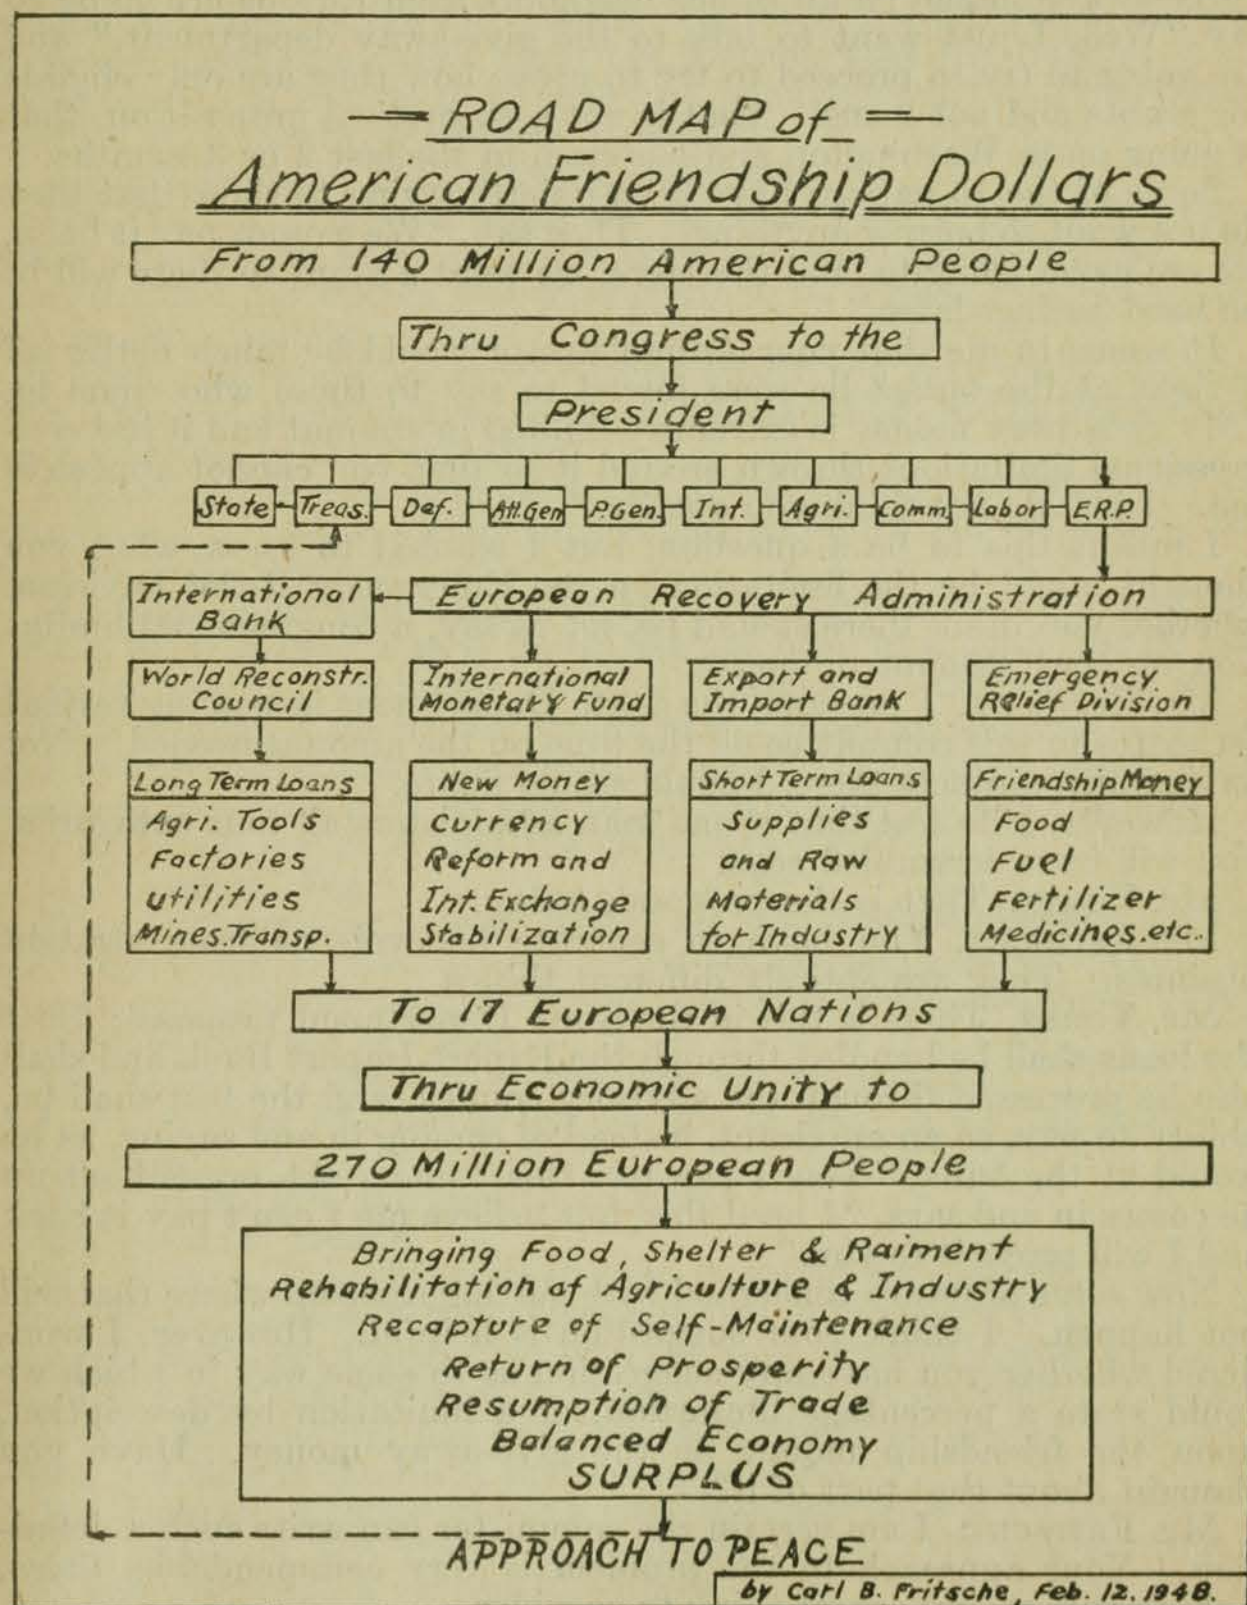 ROAD MAP of
American Friendship Dollars
From 140 Million American People
Thru Congress to the
President
State Treas. Def. Att.Gen P.Gen. Int. Agri. Comm. Labor E.R.P.
International
Bank
European Recovery Administration
World Reconstr.
Council
International
Monetary Fund
Export and
Import Bank
Emergency
Relief Division
Long Term Loans
Agri. Tools
Factories
Utilities
Mines.Transp.
New Money
Currency
Reform and
Int. Exchange
Stabilization
Short Term Loans
Supplies
and Raw
Materials
for Industry
Friendship Money
Food
Fuel
Fertilizer
Medicines.etc.
To 17 European Nations
Thru Economic Unity to
270 Million European People
Bringing Food, Shelter & Raiment
Rehabilitation of Agriculture & Industry
Recapture of Self-Maintenance
Return of Prosperity
Resumption of Trade
Balanced Economy
SURPLUS
APPROACH TO PEACE
by Carl B. Fritsche, Feb. 12. 1948.